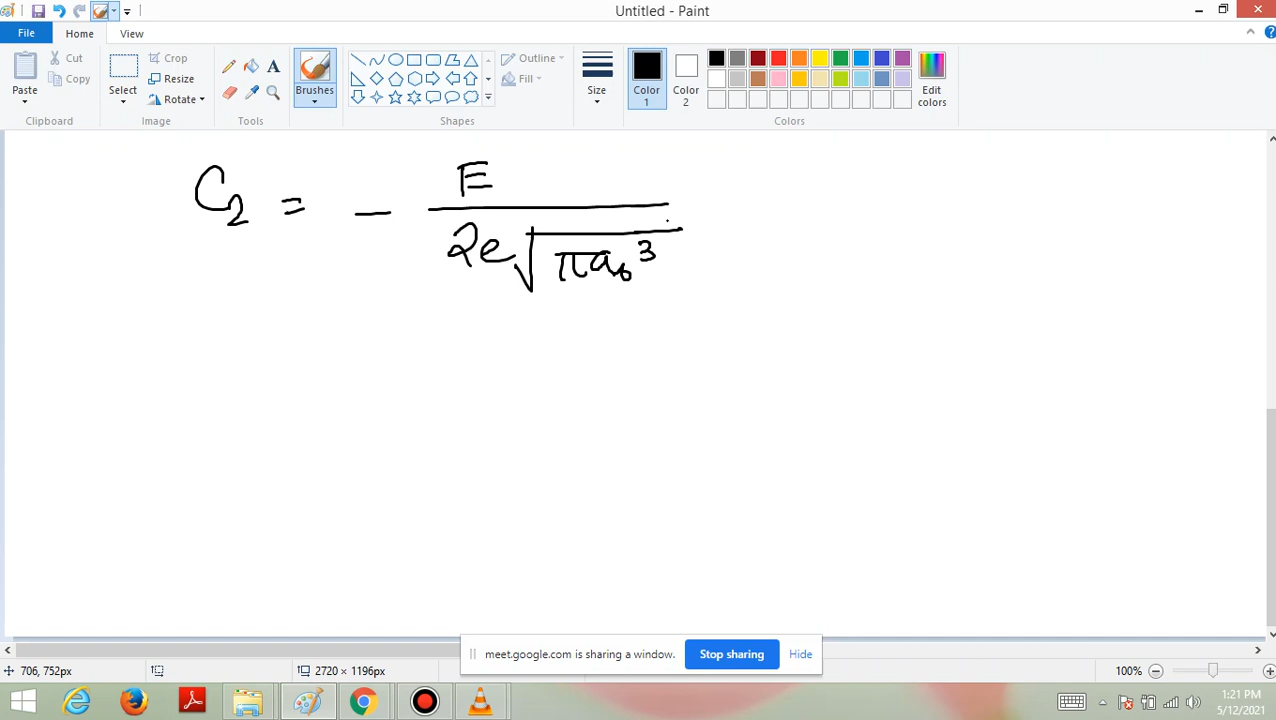 Untitled - Paint
File Home View
Paste Cut Copy Select Crop Resize Rotate A Brushes Outline Fill Size Color 1 Color 2 Edit colors
Clipboard Image Tools Shapes Colors
C₂ = - E / 2e√(πa₀³)
meet.google.com is sharing a window. Stop sharing Hide
706, 752px 2720 × 1196px 100%
1:21 PM
5/12/2021